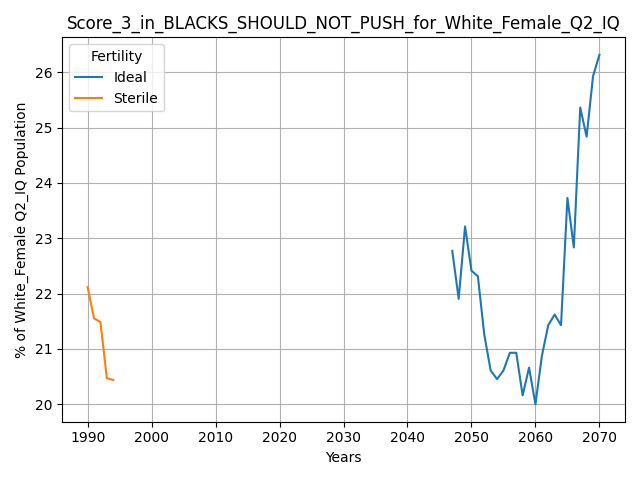 Score_3_in_BLACKS_SHOULD_NOT_PUSH_for_White_Female_Q2_IQ
Fertility
Ideal
Sterile
% of White_Female Q2_IQ Population
26
25
24
23
22
21
20
1990 2000 2010 2020 2030 2040 2050 2060 2070
Years